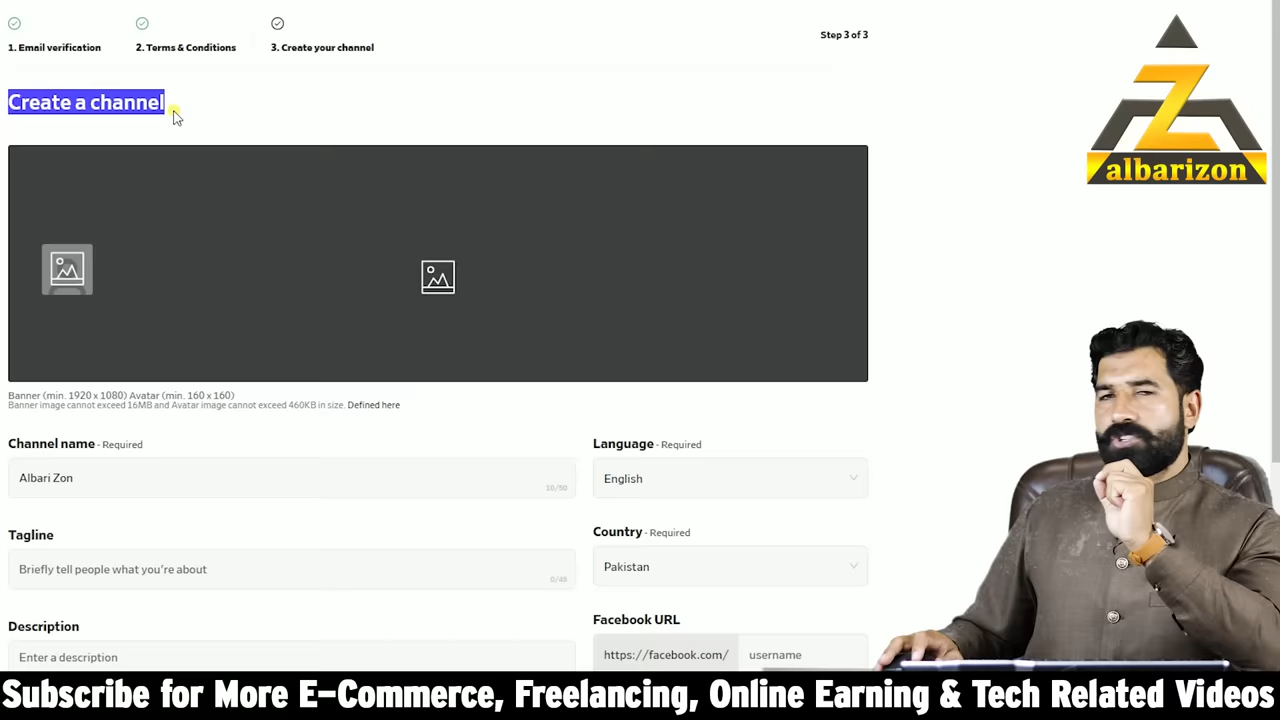 1. Email verification
2. Terms & Conditions
3. Create your channel
Step 3 of 3
Create a channel
albarizon
Banner (min. 1920 x 1080) Avatar (min. 160 x 160)
Banner image cannot exceed 16MB and Avatar image cannot exceed 460KB in size. Defined here
Channel name - Required
Albari Zon
10/50
Language - Required
English
Tagline
Briefly tell people what you're about
0/48
Country - Required
Pakistan
Description
Enter a description
Facebook URL
https://facebook.com/ username
Subscribe for More E-Commerce, Freelancing, Online Earning & Tech Related Videos